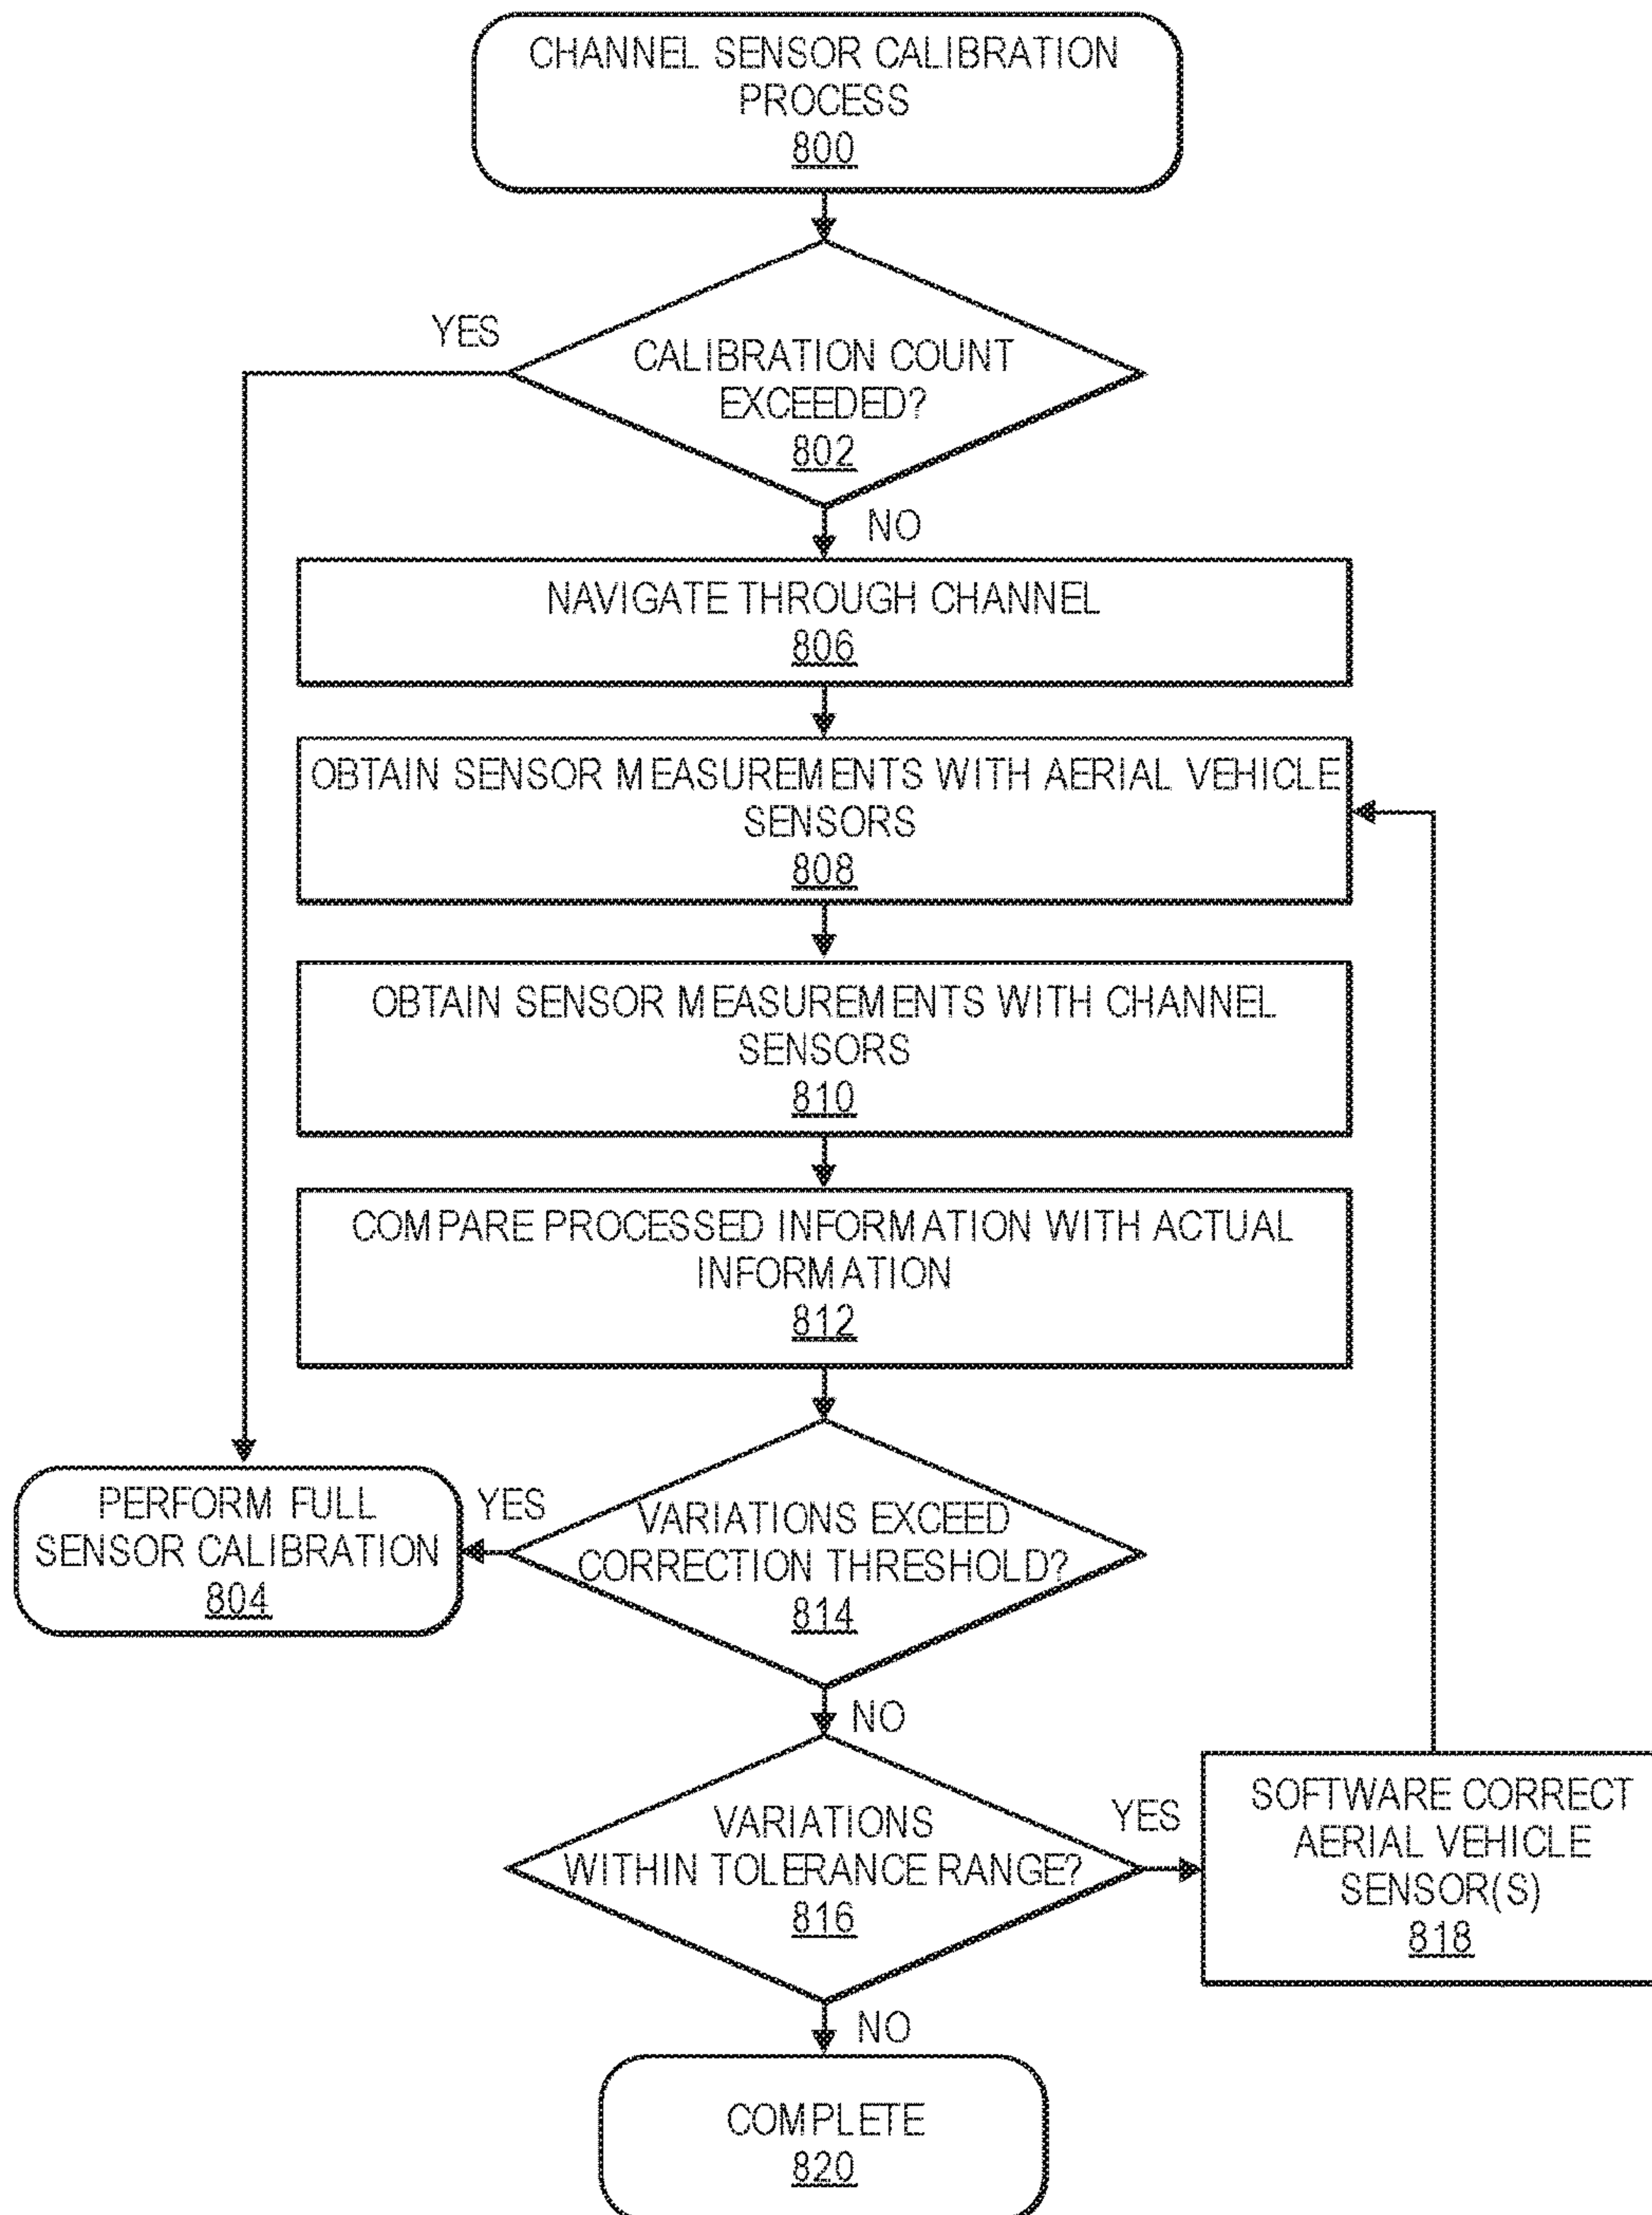 CHANNEL SENSOR CALIBRATION
PROCESS
800
YES
CALIBRATION COUNT
EXCEEDED?
802
NO
NAVIGATE THROUGH CHANNEL
806
OBTAIN SENSOR MEASUREMENTS WITH AERIAL VEHICLE
SENSORS
808
OBTAIN SENSOR MEASUREMENTS WITH CHANNEL
SENSORS
810
COMPARE PROCESSED INFORMATION WITH ACTUAL
INFORMATION
812
PERFORM FULL
SENSOR CALIBRATION
804
YES
VARIATIONS EXCEED
CORRECTION THRESHOLD?
814
NO
VARIATIONS
WITHIN TOLERANCE RANGE?
816
YES
SOFTWARE CORRECT
AERIAL VEHICLE
SENSOR(S)
818
NO
COMPLETE
820